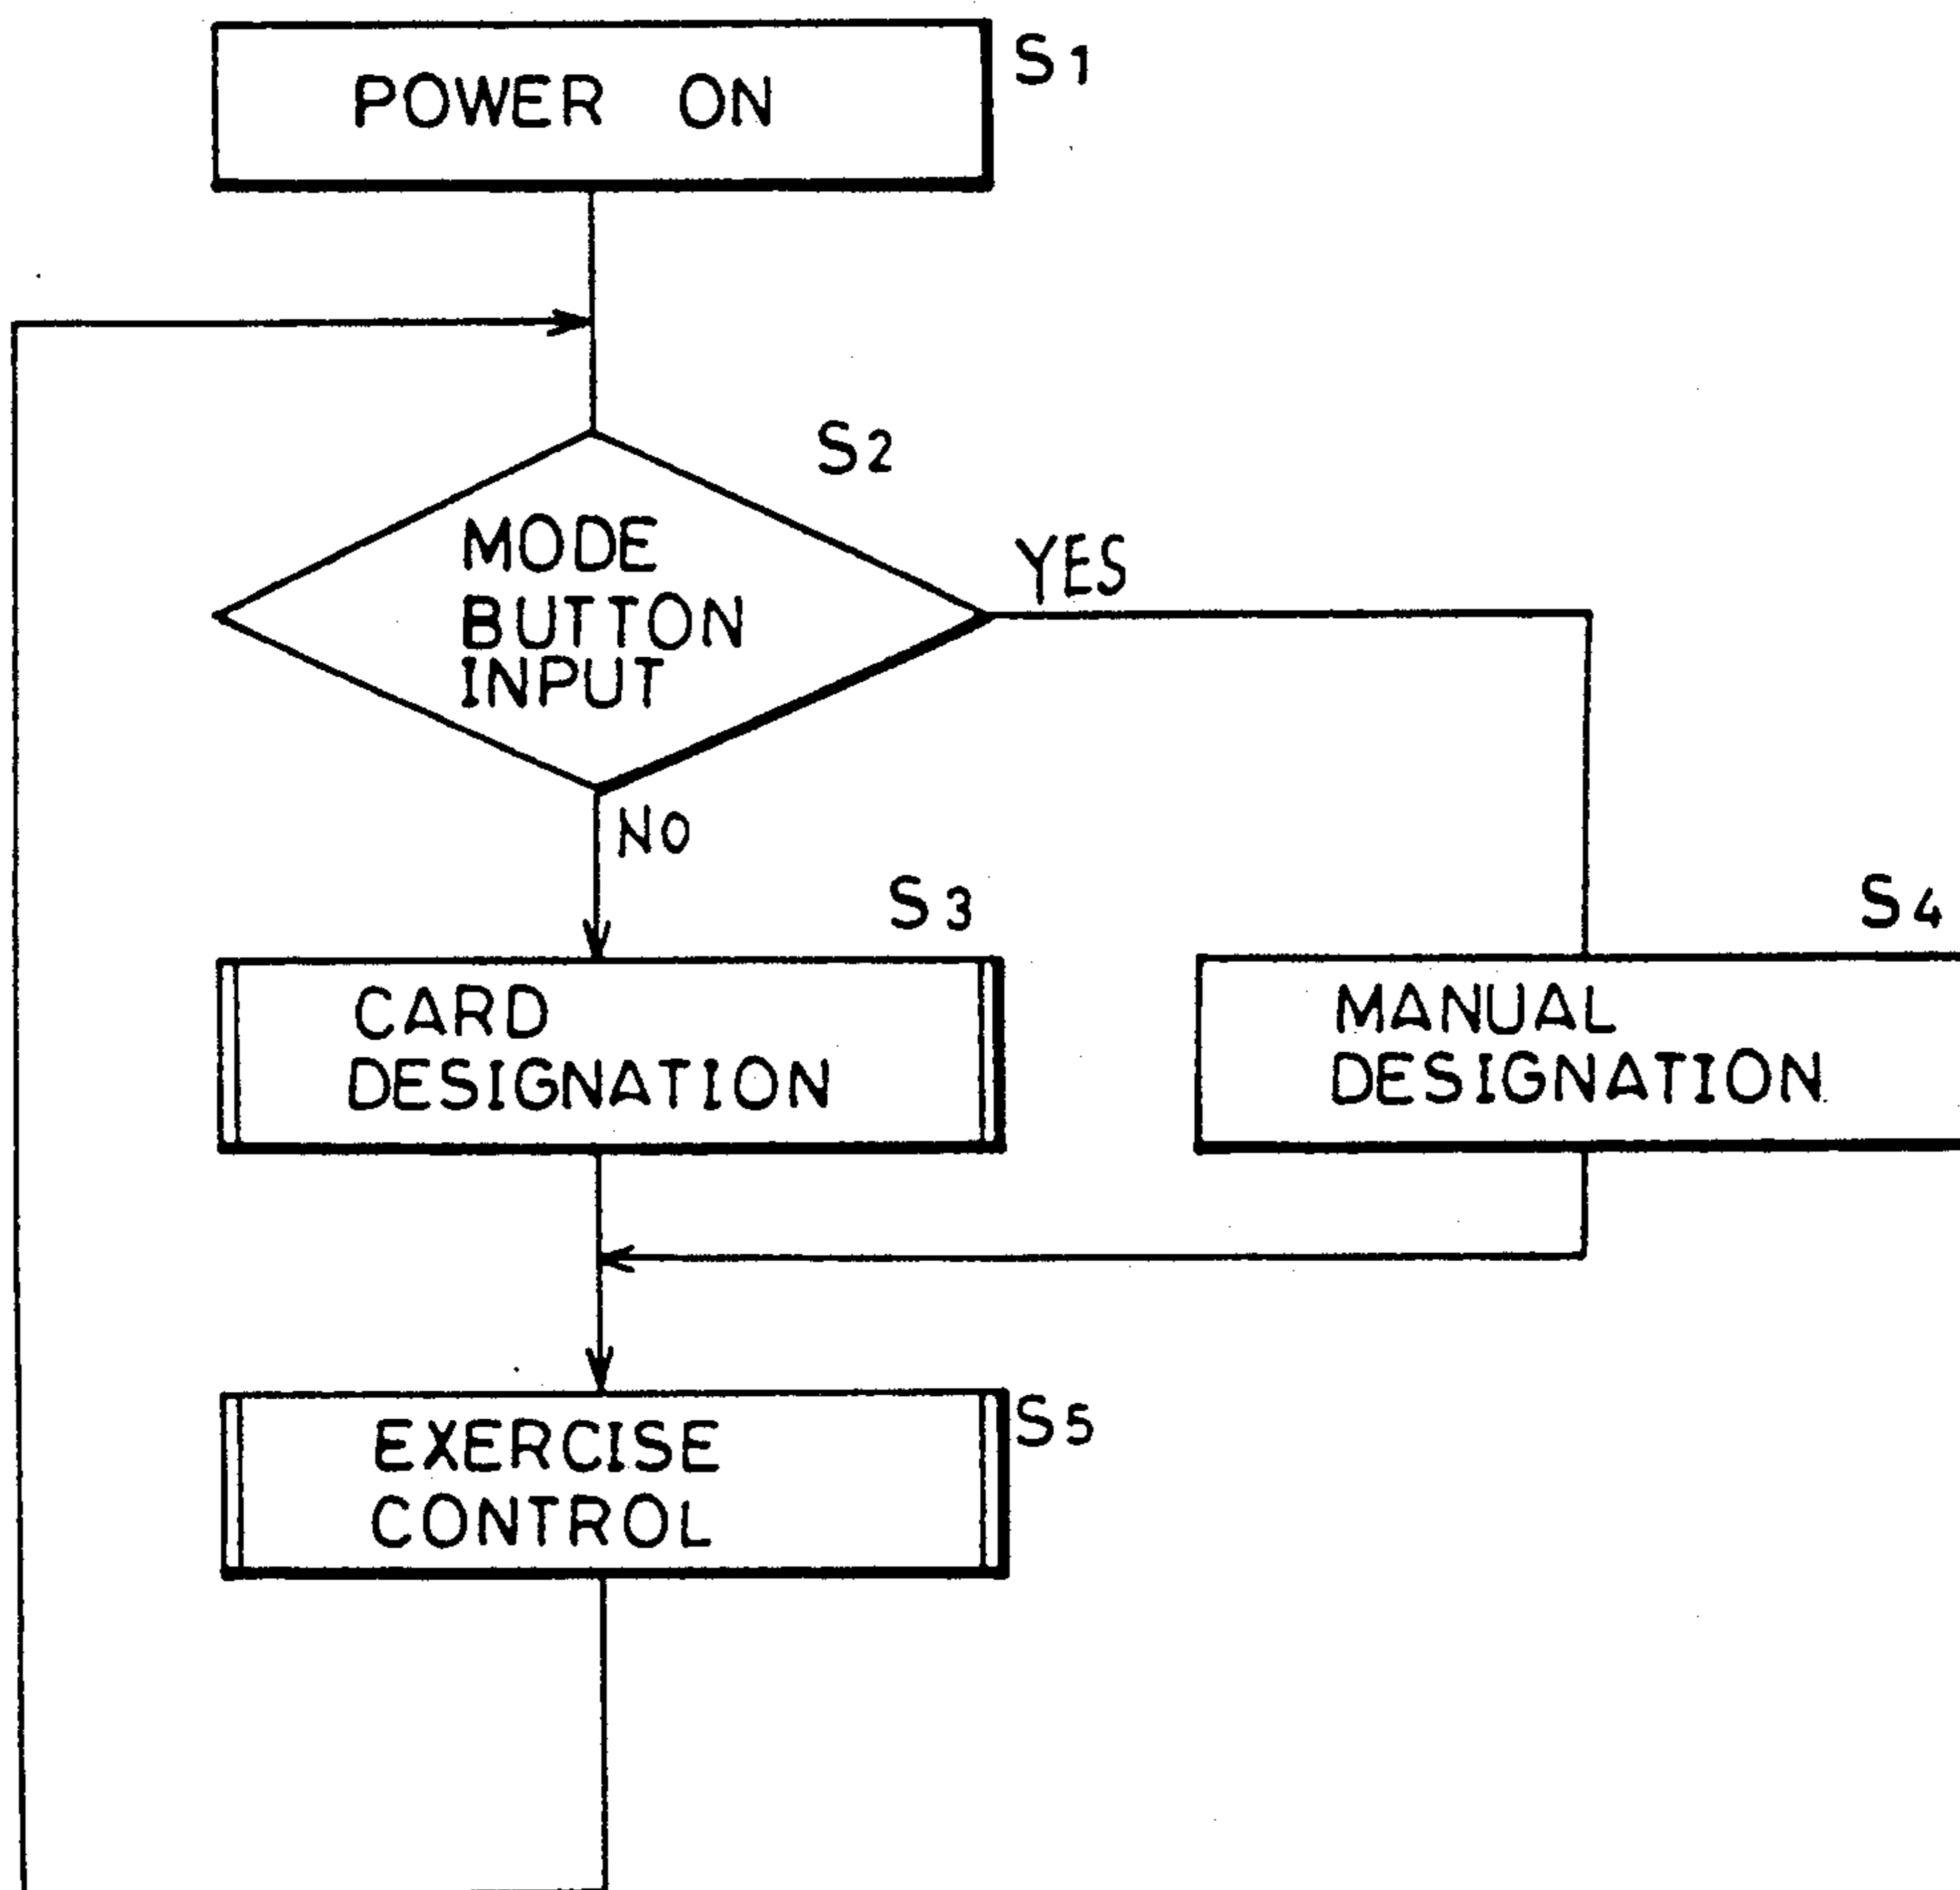 POWER ON
S1
S2
MODE
BUTTON
INPUT
YES
NO
S3
CARD
DESIGNATION
S4
MANUAL
DESIGNATION
S5
EXERCISE
CONTROL